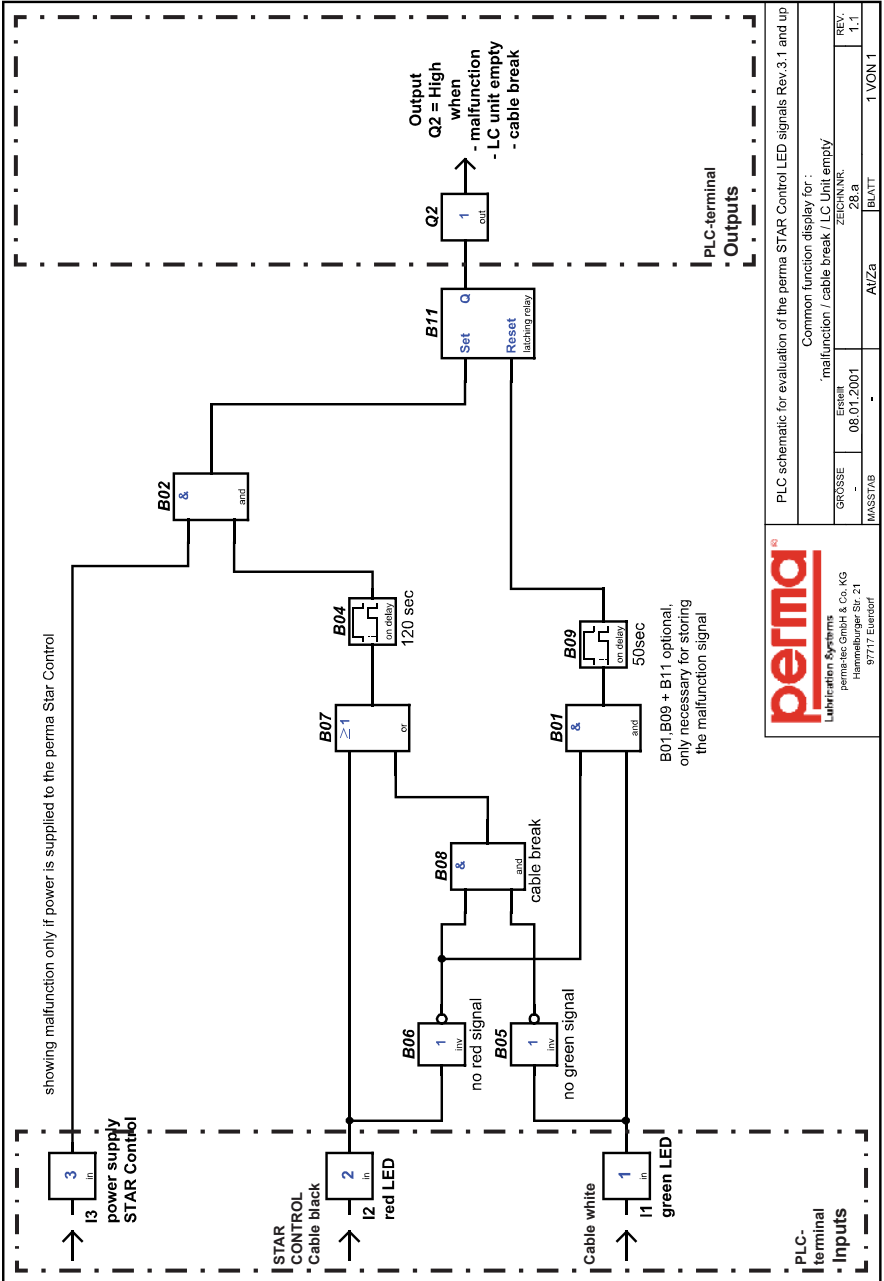 showing malfunction only if power is supplied to the perma Star Control
3
in
I3
power supply
STAR Control
STAR
CONTROL
Cable black
2
in
I2
red LED
Cable white
1
in
I1
green LED
PLC-
terminal
Inputs
B06
1
inv
no red signal
B05
1
inv
no green signal
B08
&
and
cable break
B07
≥1
or
B04
on delay
120 sec
B02
&
and
B01
&
and
B09
on delay
50sec
B01,B09 + B11 optional,
only necessary for storing
the malfunction signal
B11
Set
Q
Reset
latching relay
Q2
1
out
Output
Q2 = High
when
- malfunction
- LC unit empty
- cable break
PLC-terminal
Outputs
perma®
Lubrication Systems
perma-tec GmbH & Co. KG
Hammelburger Str. 21
97717 Euerdorf
PLC schematic for evaluation of the perma STAR Control LED signals Rev.3.1 and up
Common function display for :
´malfunction / cable break / LC Unit empty´
GRÖSSE
-
Erstellt
08.01.2001
ZEICHN.NR.
28.a
REV.
1.1
MASSTAB
-
At/Za
BLATT
1 VON 1